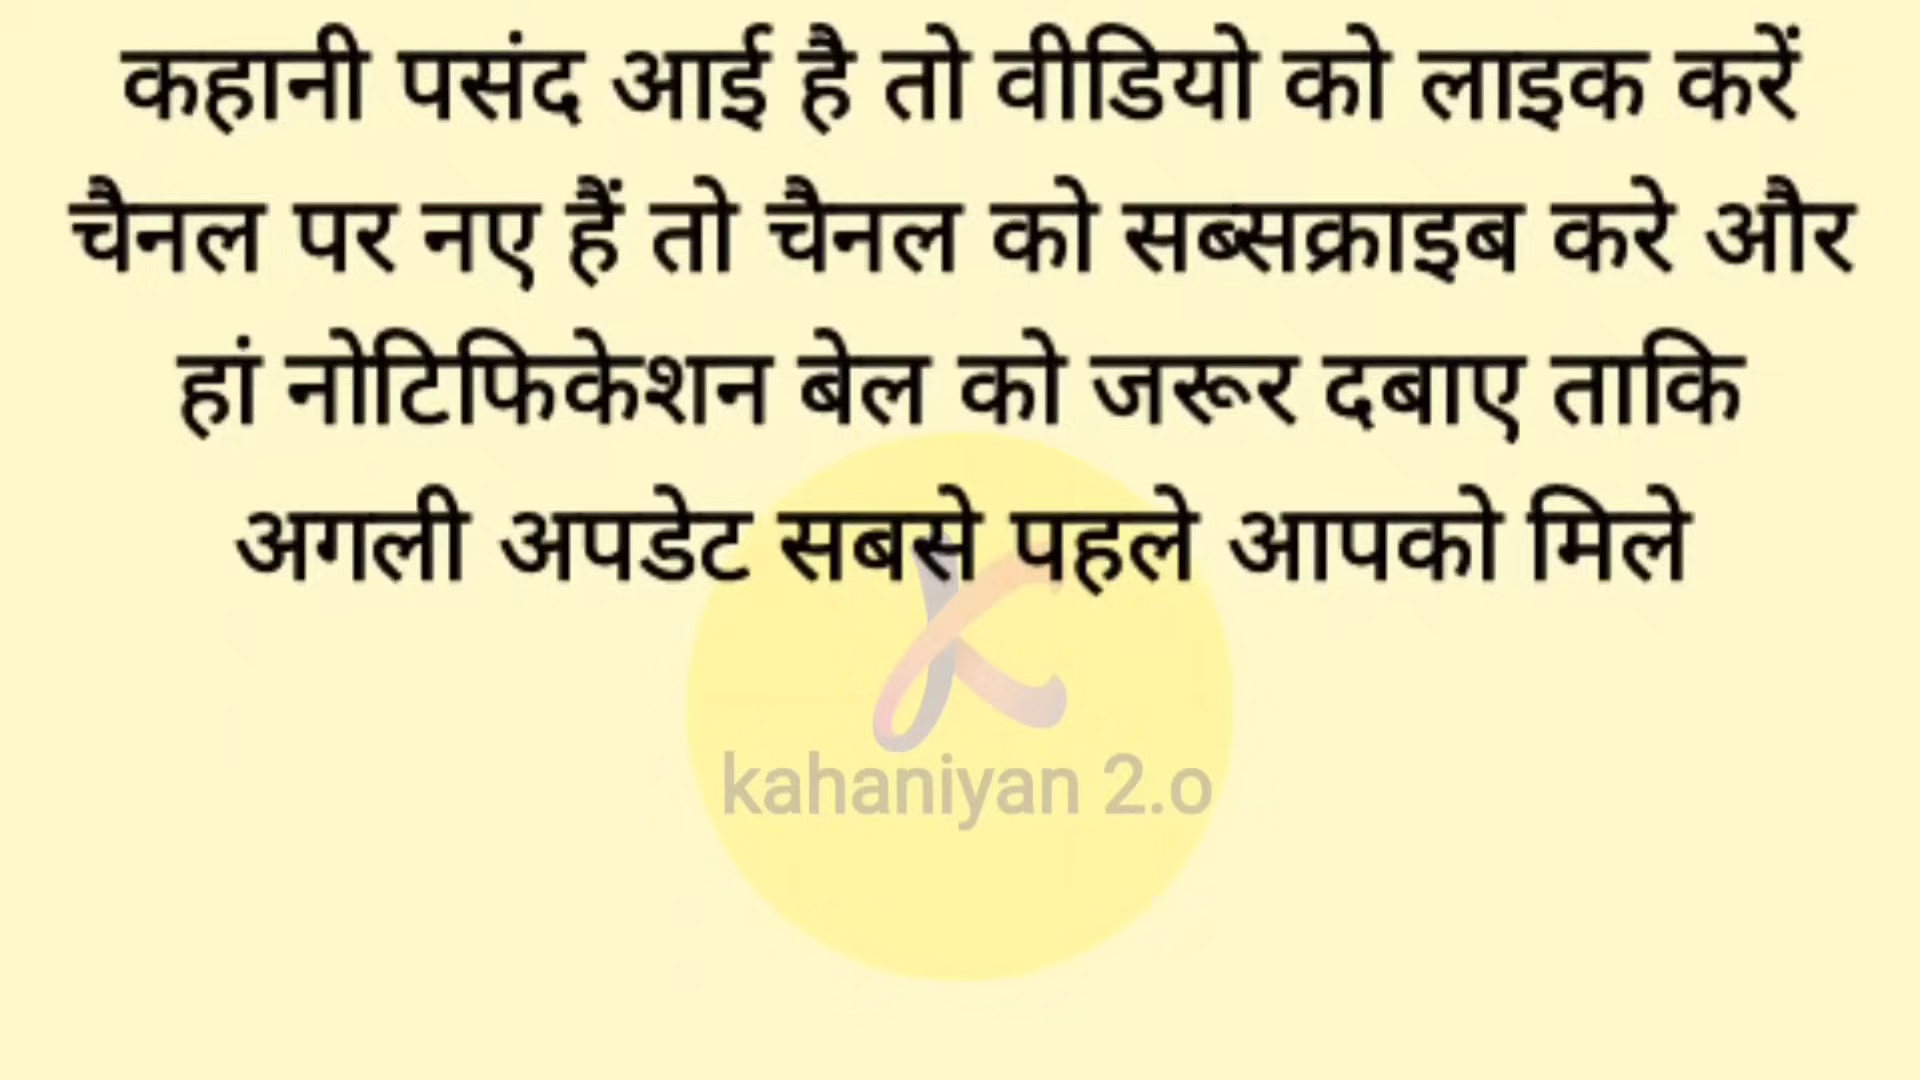 कहानी पसंद आई है तो वीडियो को लाइक करें
चैनल पर नए हैं तो चैनल को सब्सक्राइब करे और
हां नोटिफिकेशन बेल को जरूर दबाए ताकि
अगली अपडेट सबसे पहले आपको मिले
kahaniyan 2.o